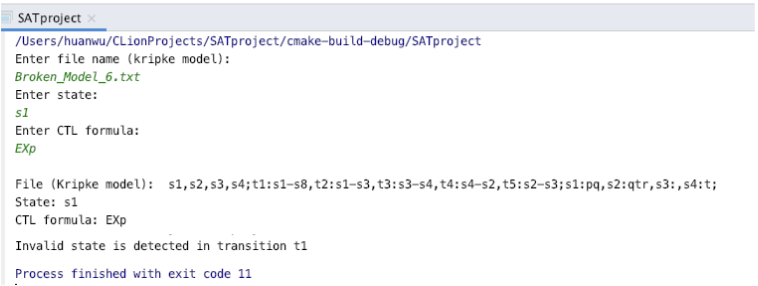 SATproject ×
/Users/huanwu/CLionProjects/SATproject/cmake-build-debug/SATproject
Enter file name (kripke model):
Broken_Model_6.txt
Enter state:
s1
Enter CTL formula:
EXp
File (Kripke model):  s1,s2,s3,s4;t1:s1-s8,t2:s1-s3,t3:s3-s4,t4:s4-s2,t5:s2-s3;s1:pq,s2:qtr,s3:,s4:t;
State: s1
CTL formula: EXp
Invalid state is detected in transition t1
Process finished with exit code 11